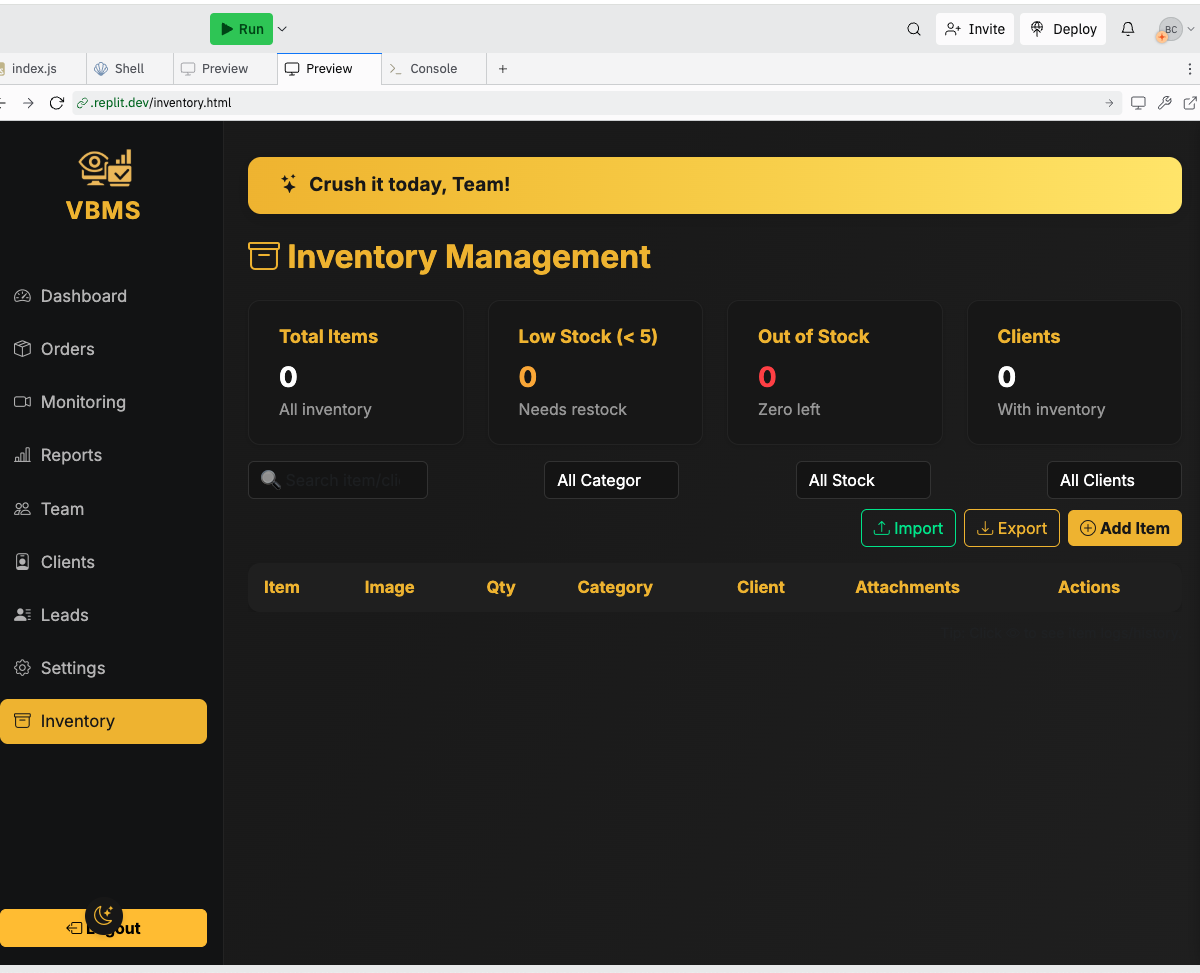 Run
Invite
Deploy
BC
index.js
Shell
Preview
Preview
Console
.replit.dev/inventory.html
VBMS
Dashboard
Orders
Monitoring
Reports
Team
Clients
Leads
Settings
Inventory
Crush it today, Team!
Inventory Management
Total Items
0
All inventory
Low Stock (< 5)
0
Needs restock
Out of Stock
0
Zero left
Clients
0
With inventory
Search item/cli
All Categor
All Stock
All Clients
Import
Export
Add Item
Item Image Qty Category Client Attachments Actions